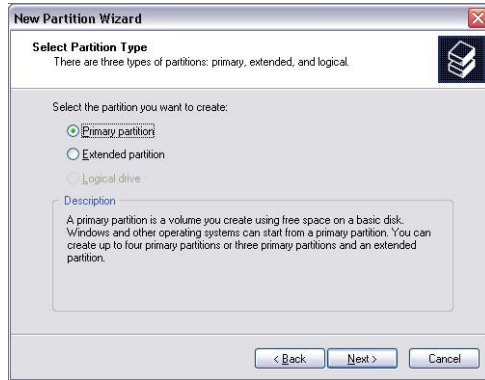 New Partition Wizard
Select Partition Type
There are three types of partitions: primary, extended, and logical.
Select the partition you want to create:
Primary partition
Extended partition
Logical drive
Description
A primary partition is a volume you create using free space on a basic disk.
Windows and other operating systems can start from a primary partition. You can
create up to four primary partitions or three primary partitions and an extended
partition.
< Back
Next >
Cancel